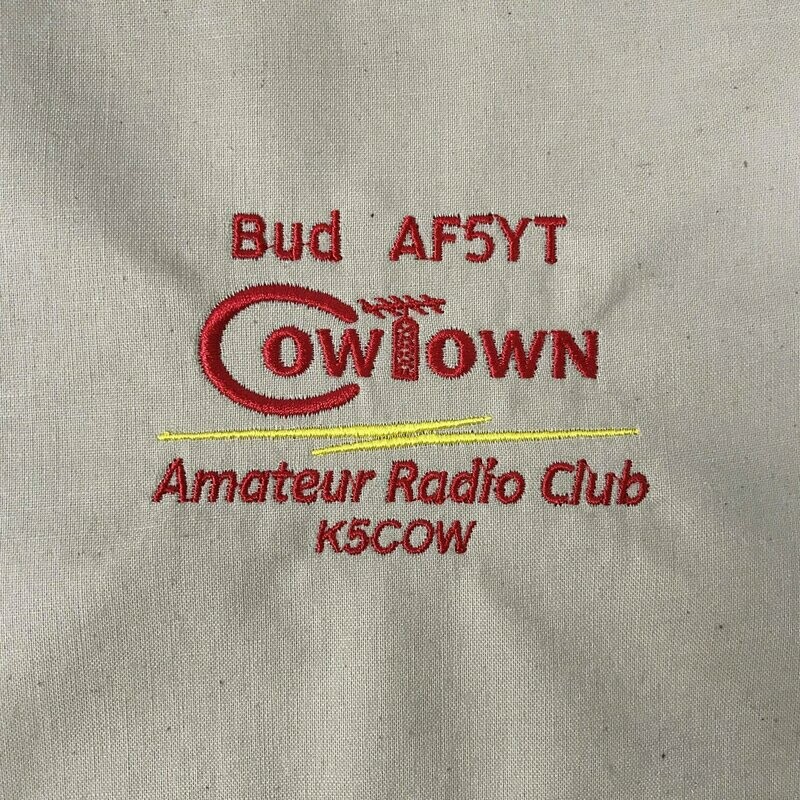 Bud AF5YT
COWTOWN
Amateur Radio Club
K5COW